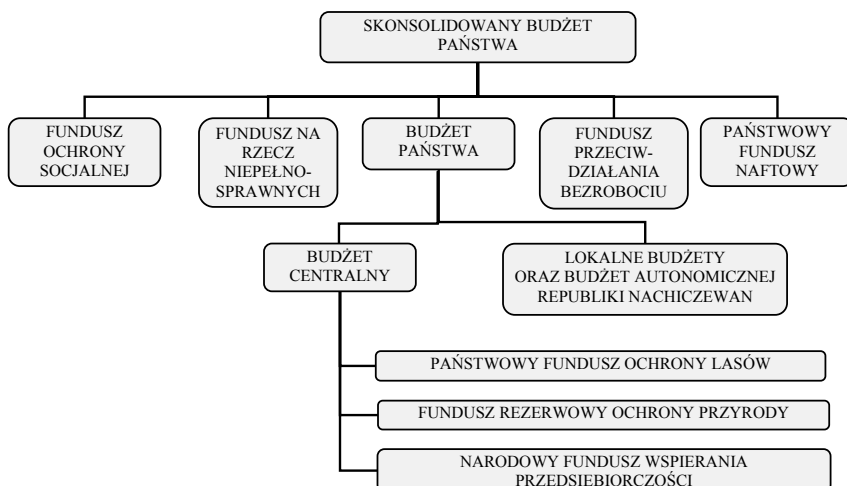 SKONSOLIDOWANY BUDŻET
PAŃSTWA
FUNDUSZ
OCHRONY
SOCJALNEJ
FUNDUSZ NA
RZECZ
NIEPEŁNO-
SPRAWNYCH
BUDŻET
PAŃSTWA
FUNDUSZ
PRZECIW-
DZIAŁANIA
BEZROBOCIU
PAŃSTWOWY
FUNDUSZ
NAFTOWY
BUDŻET
CENTRALNY
LOKALNE BUDŻETY
ORAZ BUDŻET AUTONOMICZNEJ
REPUBLIKI NACHICZEWAN
PAŃSTWOWY FUNDUSZ OCHRONY LASÓW
FUNDUSZ REZERWOWY OCHRONY PRZYRODY
NARODOWY FUNDUSZ WSPIERANIA
PRZEDSIĘBIORCZOŚCI